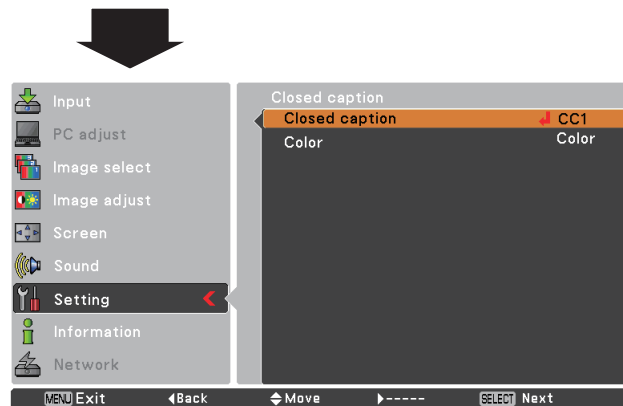 Input
PC adjust
Image select
Image adjust
Screen
Sound
Setting
Information
Network
Closed caption
Closed caption CC1
Color Color
MENU Exit Back Move ----- SELECT Next